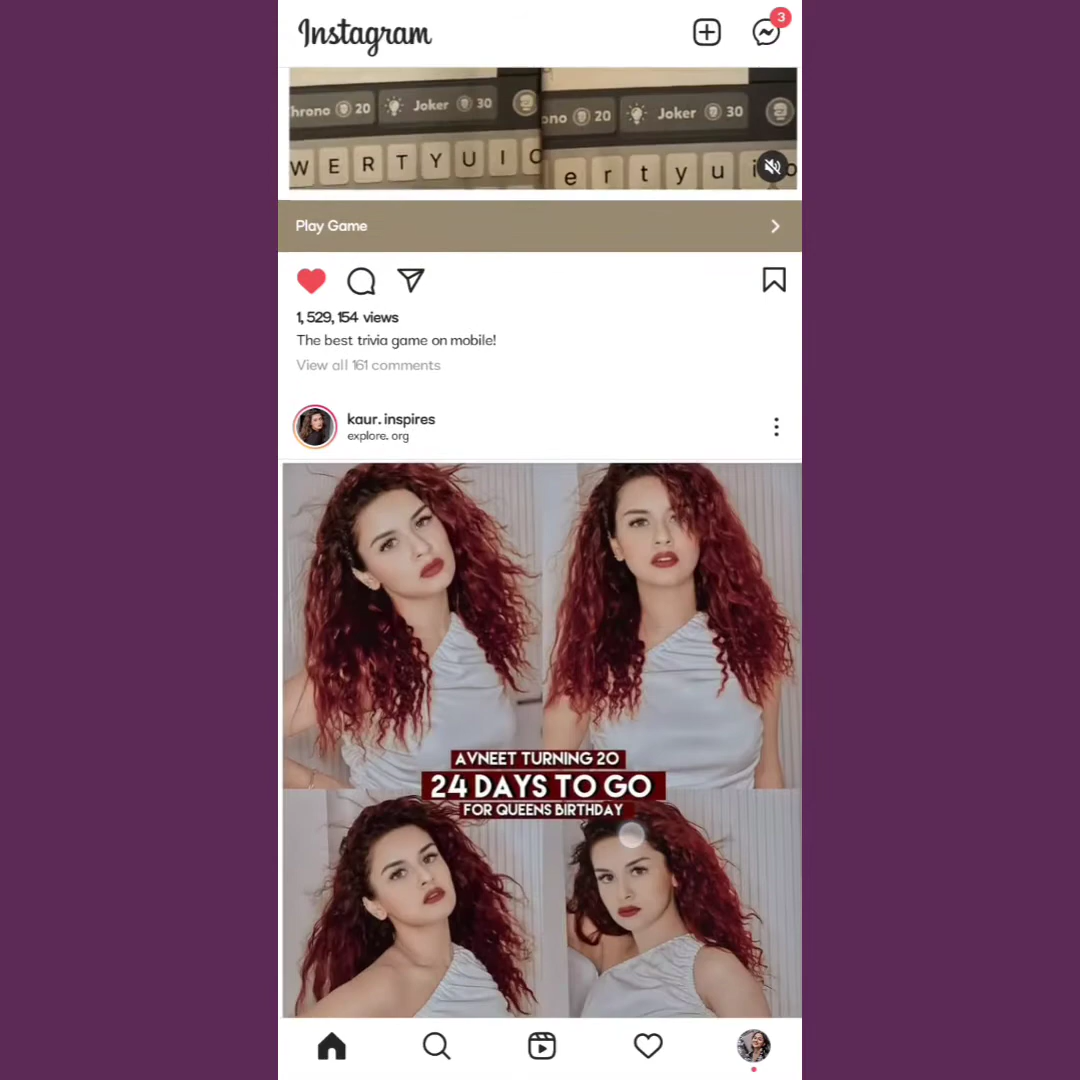 Instagram
3
hrono 20 Joker 30
ono 20 Joker 30
W E R T Y U I O
e r t y u i o
Play Game
1, 529, 154 views
The best trivia game on mobile!
View all 161 comments
kaur. inspires
explore. org
AVNEET TURNING 20
24 DAYS TO GO
FOR QUEENS BIRTHDAY